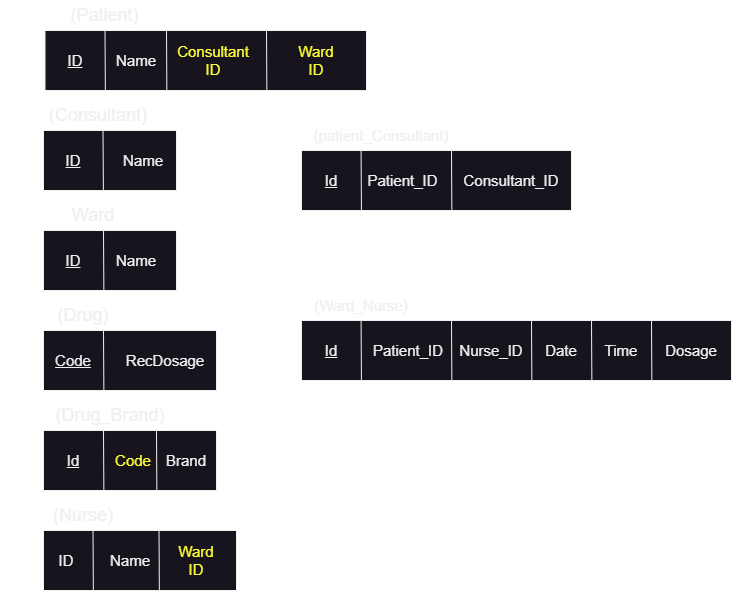 (Patient)
ID Name Consultant ID Ward ID
(Consultant)
ID Name
(patient_Consultant)
Id Patient_ID Consultant_ID
Ward
ID Name
(Drug)
Code RecDosage
(Ward_Nurse)
Id Patient_ID Nurse_ID Date Time Dosage
(Drug_Brand)
Id Code Brand
(Nurse)
ID Name Ward ID